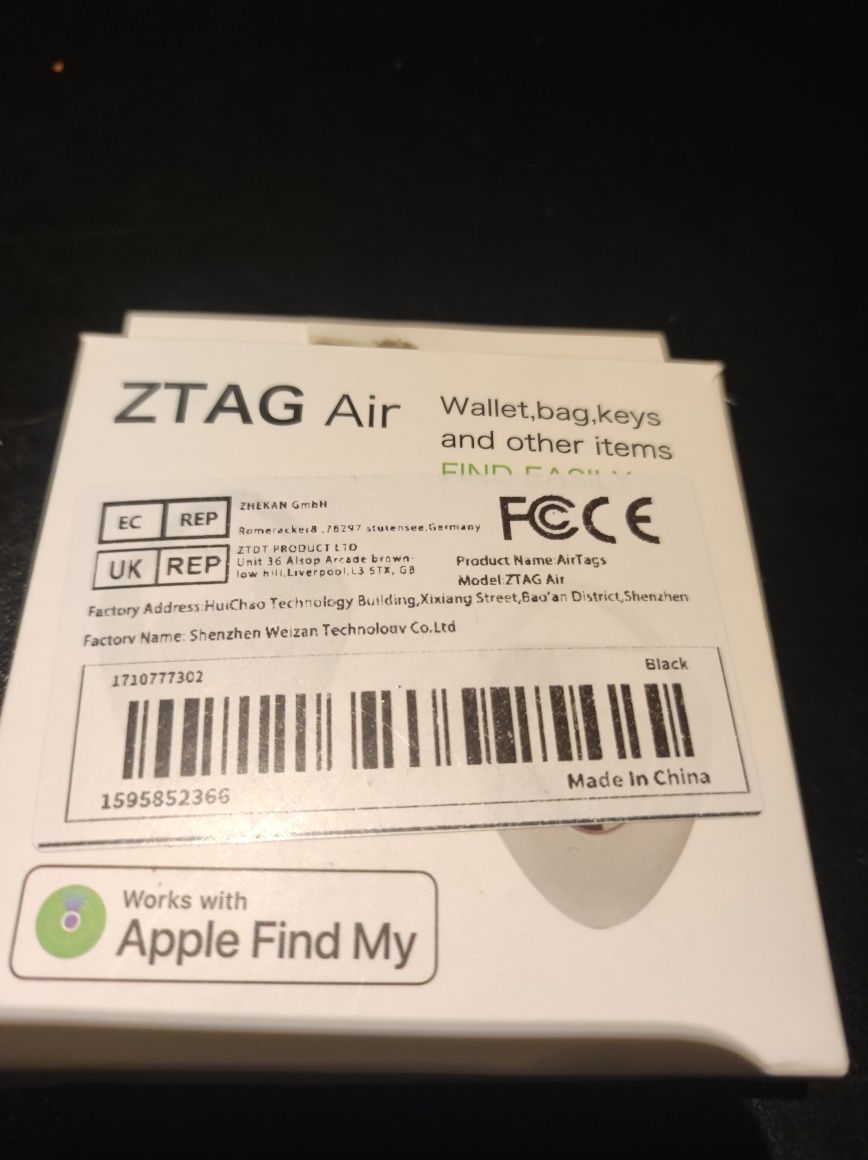 ZTAG Air
Wallet,bag,keys
and other items
FIND EASILY
EC REP
ZHEKAN GmbH
Romeracker8 ,76297 stutensee,Germany
UK REP
ZTDT PRODUCT LTD
Unit 36 Alsop Arcade brown-
low hill,Liverpool,L3 5TX, GB
FC CE
Product Name:AirTags
Model:ZTAG Air
Factory Address:HuiChao Technology Building,Xixiang Street,Bao'an District,Shenzhen
Factory Name: Shenzhen Weizan Technology Co.Ltd
1710777302
Black
1595852366
Made In China
Works with
Apple Find My